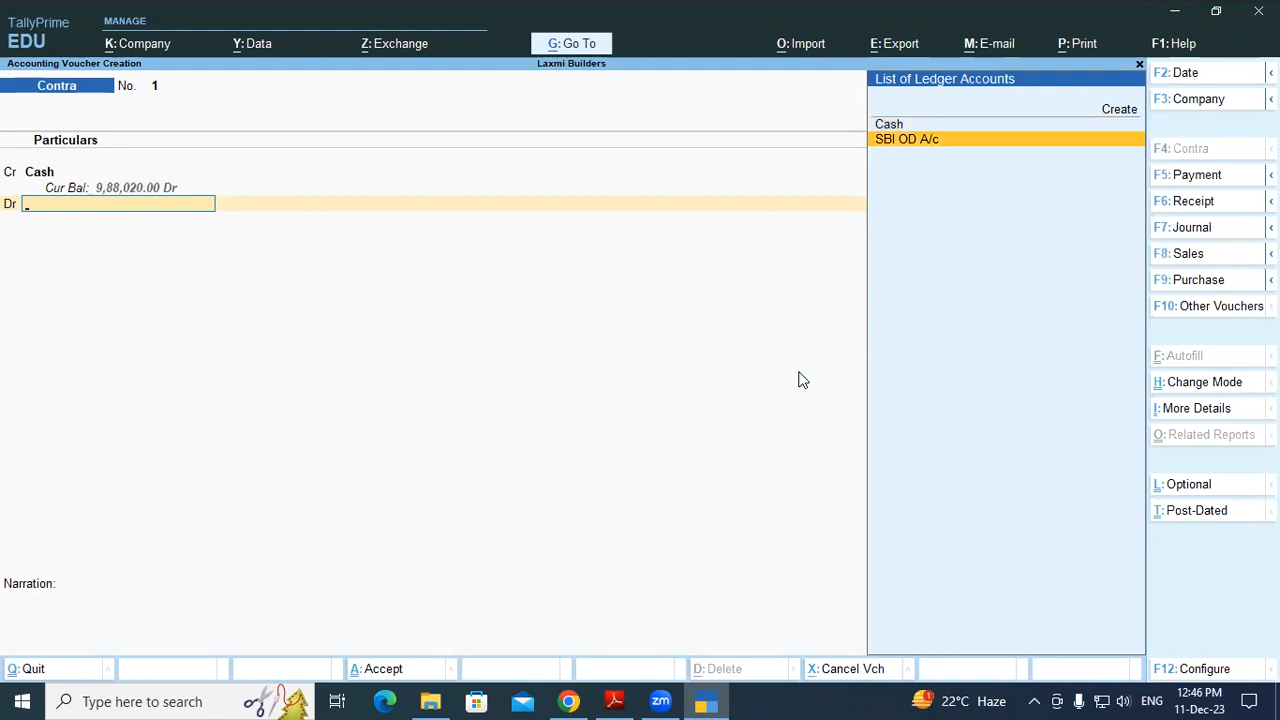 TallyPrime
EDU
MANAGE
K: Company
Y: Data
Z: Exchange
G: Go To
O: Import
E: Export
M: E-mail
P: Print
F1: Help
Accounting Voucher Creation
Laxmi Builders
Contra
No. 1
Particulars
Cr Cash
Cur Bal: 9,88,020.00 Dr
Dr
Narration:
List of Ledger Accounts
Create
Cash
SBI OD A/c
F2: Date
F3: Company
F4: Contra
F5: Payment
F6: Receipt
F7: Journal
F8: Sales
F9: Purchase
F10: Other Vouchers
F: Autofill
H: Change Mode
I: More Details
O: Related Reports
L: Optional
T: Post-Dated
Q: Quit
A: Accept
D: Delete
X: Cancel Vch
F12: Configure
Type here to search
zm
1
22°C Haze
ENG
12:46 PM
11-Dec-23